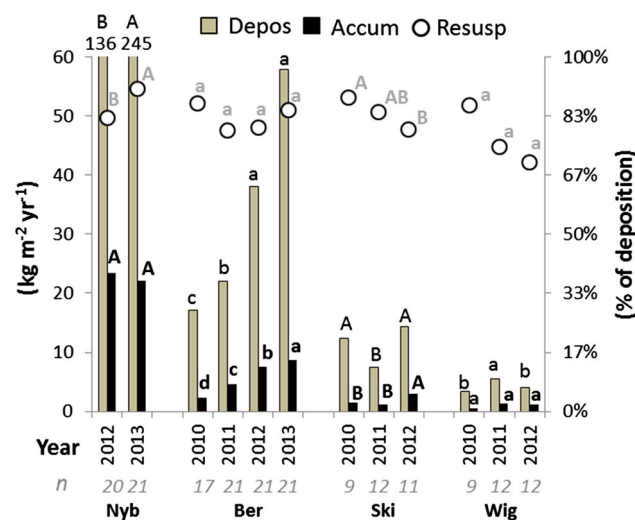 Depos Accum Resusp
B A
136 245
60 50 40 30 20 10 0
(kg m⁻² yr⁻¹)
100% 83% 67% 50% 33% 17% 0%
(% of deposition)
B A a a a a A AB B a a a
A A
c b a a
d c b a
A B A
B B A
b a b
a a a
Year 2012 2013 2010 2011 2012 2013 2010 2011 2012 2010 2011 2012
n 20 21 17 21 21 21 9 12 11 9 12 12
Nyb Ber Ski Wig